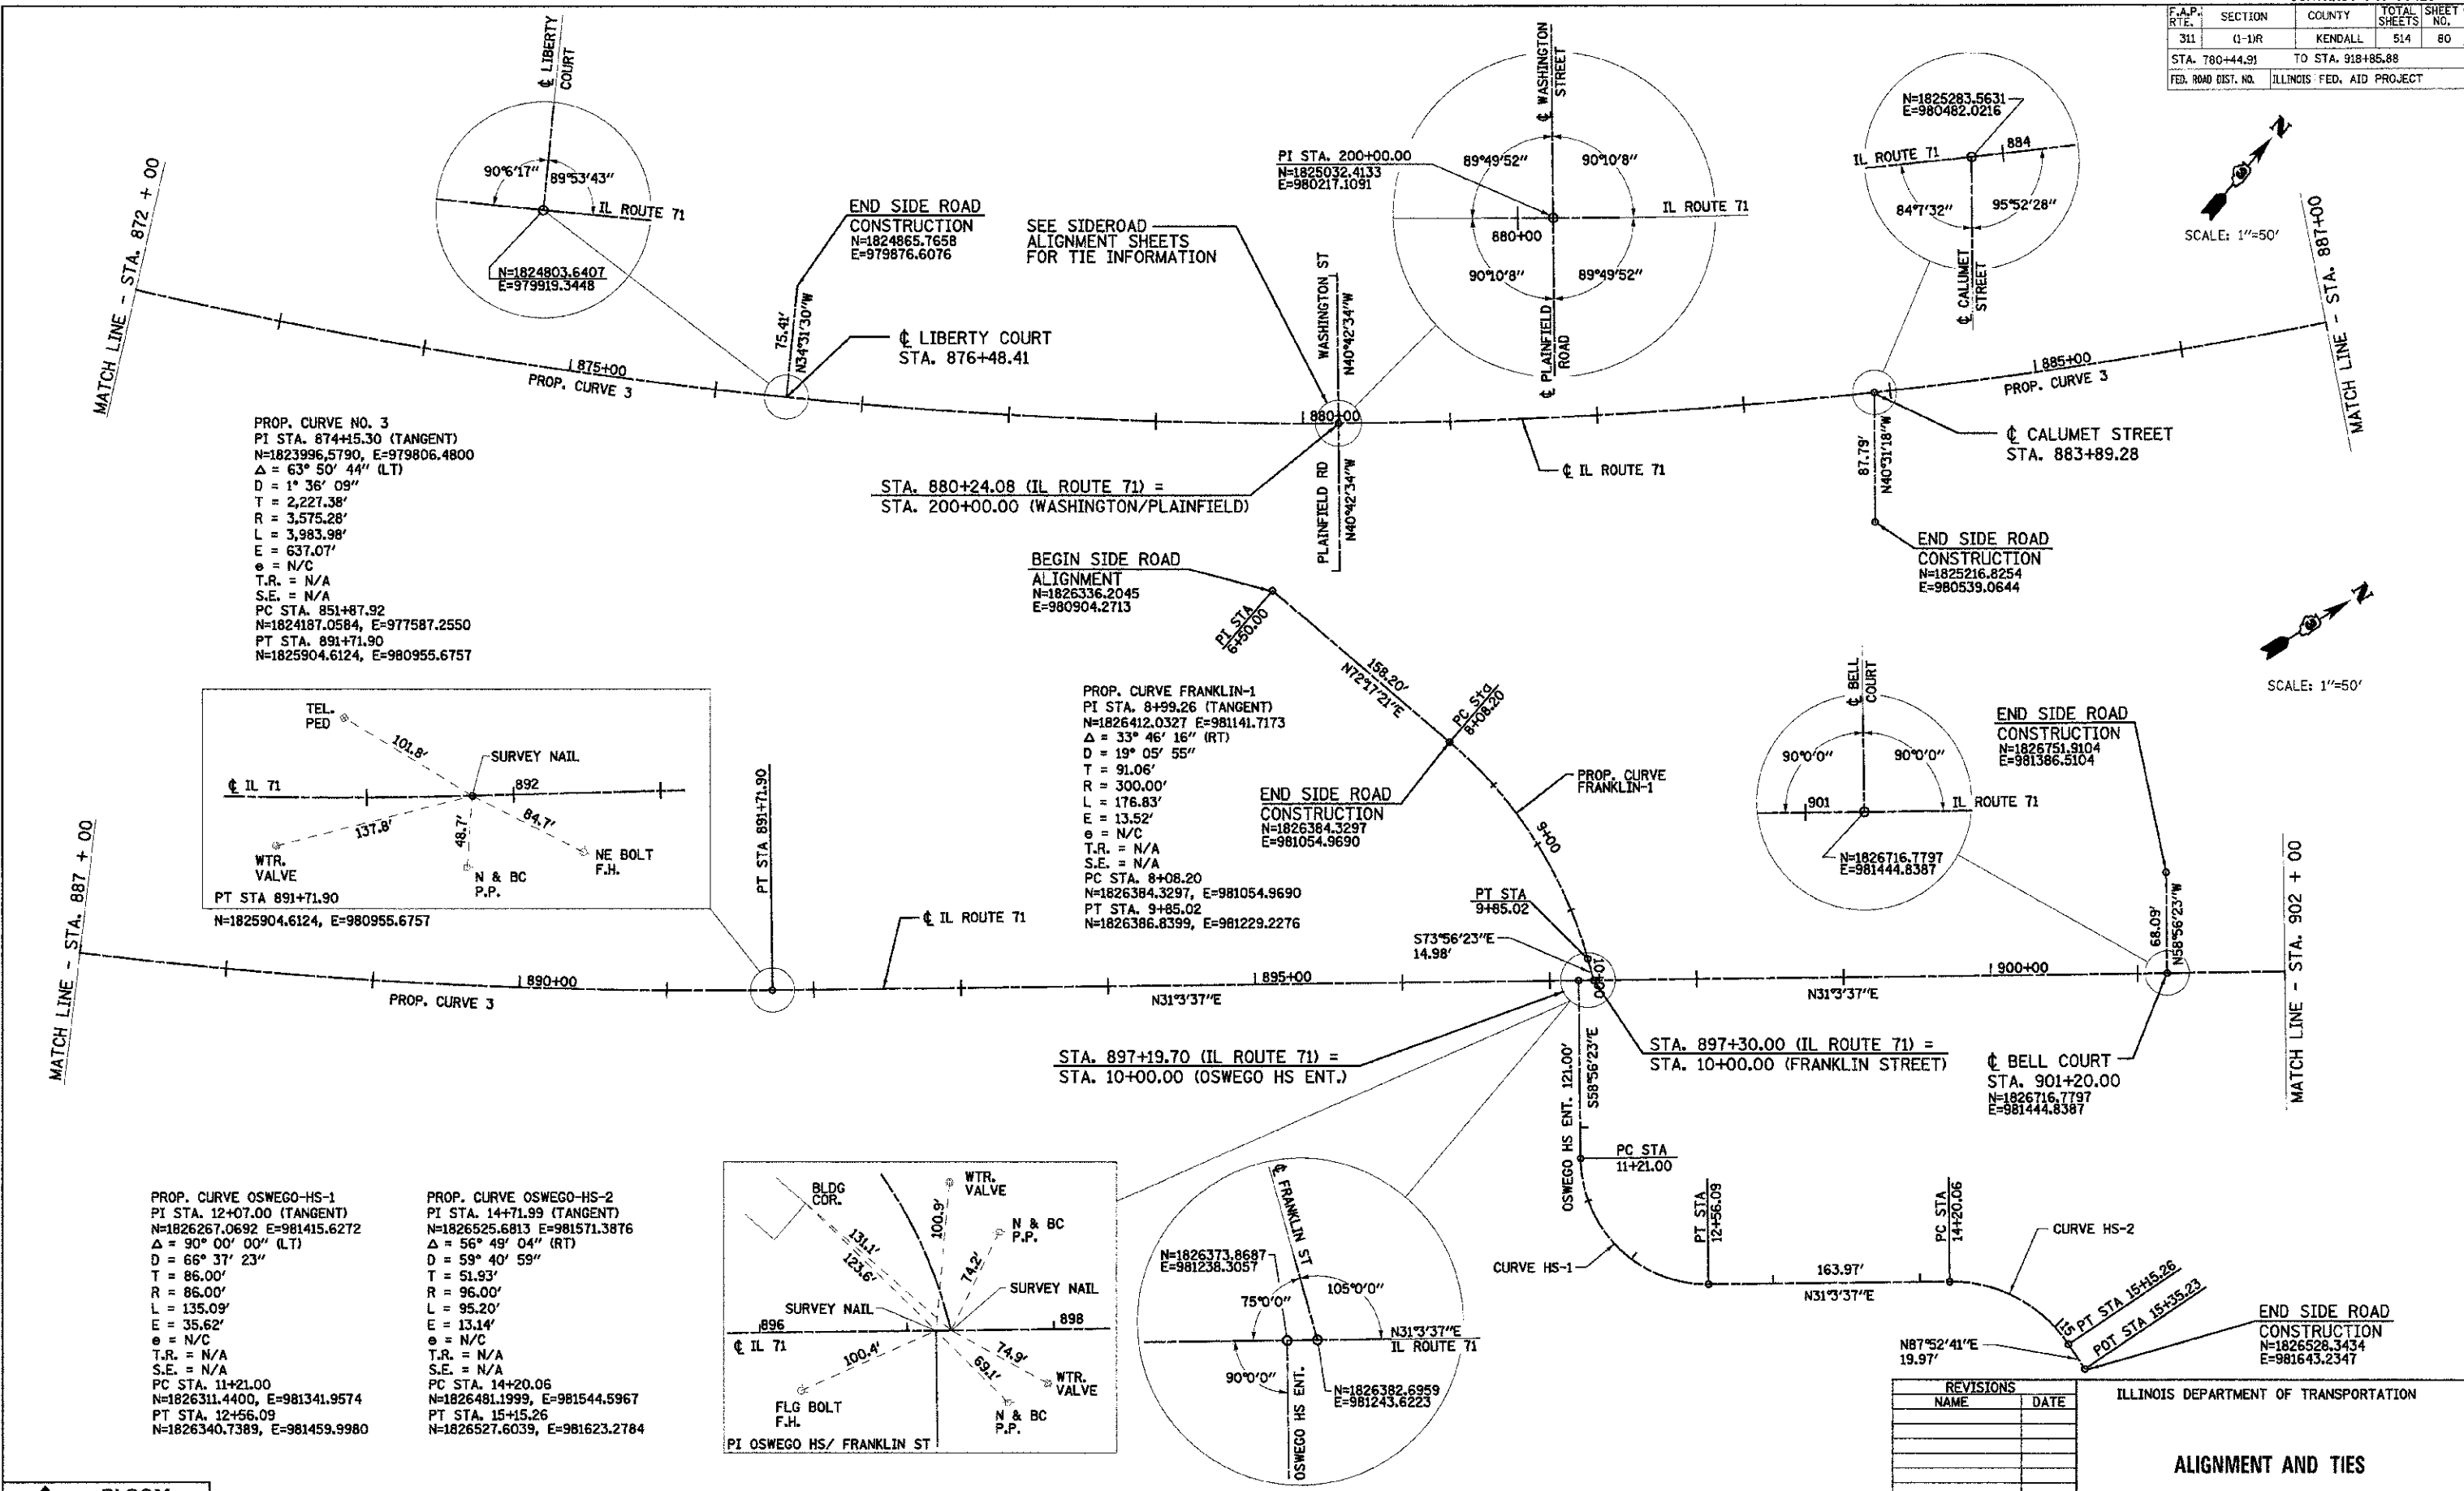 F.A.P. RTE. SECTION COUNTY TOTAL SHEETS SHEET NO.
311 (1-1)R KENDALL 514 80
STA. 780+44.91 TO STA. 918+85.88
FED. ROAD DIST. NO. ILLINOIS FED. AID PROJECT
℄ LIBERTY
COURT
90°6'17" 89°53'43"
IL ROUTE 71
N=1824803.6407
E=979919.3448
MATCH LINE - STA. 872 + 00
END SIDE ROAD
CONSTRUCTION
N=1824865.7658
E=979876.6076
75.41'
N34°31'30"W
℄ LIBERTY COURT
STA. 876+48.41
875+00
PROP. CURVE 3
SEE SIDEROAD
ALIGNMENT SHEETS
FOR TIE INFORMATION
WASHINGTON ST
N40°42'34"W
880+00
PLAINFIELD RD
N40°42'34"W
STA. 880+24.08 (IL ROUTE 71) =
STA. 200+00.00 (WASHINGTON/PLAINFIELD)
℄ WASHINGTON
STREET
PI STA. 200+00.00
N=1825032.4133
E=980217.1091
89°49'52" 90°10'8"
IL ROUTE 71
880+00
90°10'8" 89°49'52"
℄ PLAINFIELD
ROAD
℄ IL ROUTE 71
N=1825283.5631
E=980482.0216
IL ROUTE 71 884
84°7'32" 95°52'28"
℄ CALUMET
STREET
N
SCALE: 1"=50'
MATCH LINE - STA. 887+00
885+00
PROP. CURVE 3
℄ CALUMET STREET
STA. 883+89.28
87.79'
N40°31'18"W
END SIDE ROAD
CONSTRUCTION
N=1825216.8254
E=980539.0644
PROP. CURVE NO. 3
PI STA. 874+15.30 (TANGENT)
N=1823996,5790, E=979806.4800
Δ = 63° 50' 44" (LT)
D = 1° 36' 09"
T = 2,227.38'
R = 3,575.28'
L = 3,983.98'
E = 637.07'
e = N/C
T.R. = N/A
S.E. = N/A
PC STA. 851+87.92
N=1824187.0584, E=977587.2550
PT STA. 891+71.90
N=1825904.6124, E=980955.6757
BEGIN SIDE ROAD
ALIGNMENT
N=1826336.2045
E=980904.2713
PI STA
6+50.00
158.20'
N72°17'21"E
PC Sta.
8+08.20
PROP. CURVE FRANKLIN-1
PI STA. 8+99.26 (TANGENT)
N=1826412.0327 E=981141.7173
Δ = 33° 46' 16" (RT)
D = 19° 05' 55"
T = 91.06'
R = 300.00'
L = 176.83'
E = 13.52'
e = N/C
T.R. = N/A
S.E. = N/A
PC STA. 8+08.20
N=1826384.3297, E=981054.9690
PT STA. 9+85.02
N=1826386.8399, E=981229.2276
END SIDE ROAD
CONSTRUCTION
N=1826384.3297
E=981054.9690
PROP. CURVE
FRANKLIN-1
9+00
PT STA
9+85.02
S73°56'23"E
14.98'
10+00
N
SCALE: 1"=50'
℄ BELL
COURT
90°0'0" 90°0'0"
901 IL ROUTE 71
N=1826716.7797
E=981444.8387
END SIDE ROAD
CONSTRUCTION
N=1826751.9104
E=981386.5104
68.09'
N58°56'23"W
MATCH LINE - STA. 902 + 00
TEL.
PED
101.8'
SURVEY NAIL
℄ IL 71 892
137.8' 48.7' 84.7'
WTR.
VALVE
N & BC
P.P.
NE BOLT
F.H.
PT STA 891+71.90
N=1825904.6124, E=980955.6757
MATCH LINE - STA. 887 + 00
PROP. CURVE 3
890+00
PT STA 891+71.90
℄ IL ROUTE 71
895+00
N31°3'37"E
900+00
N31°3'37"E
STA. 897+19.70 (IL ROUTE 71) =
STA. 10+00.00 (OSWEGO HS ENT.)
STA. 897+30.00 (IL ROUTE 71) =
STA. 10+00.00 (FRANKLIN STREET)
℄ BELL COURT
STA. 901+20.00
N=1826716.7797
E=981444.8387
OSWEGO HS ENT. 121.00'
S58°56'23"E
PC STA
11+21.00
CURVE HS-1
PT STA
12+56.09
163.97'
N31°3'37"E
PC STA
14+20.06
CURVE HS-2
15
PT STA 15+15.26
POT STA 15+35.23
N87°52'41"E
19.97'
END SIDE ROAD
CONSTRUCTION
N=1826528.3434
E=981643.2347
PROP. CURVE OSWEGO-HS-1
PI STA. 12+07.00 (TANGENT)
N=1826267.0692 E=981415.6272
Δ = 90° 00' 00" (LT)
D = 66° 37' 23"
T = 86.00'
R = 86.00'
L = 135.09'
E = 35.62'
e = N/C
T.R. = N/A
S.E. = N/A
PC STA. 11+21.00
N=1826311.4400, E=981341.9574
PT STA. 12+56.09
N=1826340.7389, E=981459.9980
PROP. CURVE OSWEGO-HS-2
PI STA. 14+71.99 (TANGENT)
N=1826525.6813 E=981571.3876
Δ = 56° 49' 04" (RT)
D = 59° 40' 59"
T = 51.93'
R = 96.00'
L = 95.20'
E = 13.14'
e = N/C
T.R. = N/A
S.E. = N/A
PC STA. 14+20.06
N=1826481.1999, E=981544.5967
PT STA. 15+15.26
N=1826527.6039, E=981623.2784
BLDG
COR.
WTR.
VALVE
N & BC
P.P.
131.1'
123.6'
100.9'
74.2'
SURVEY NAIL
SURVEY NAIL
896 898
℄ IL 71
100.4' 69.1' 74.9'
FLG BOLT
F.H.
N & BC
P.P.
WTR.
VALVE
PI OSWEGO HS/ FRANKLIN ST
℄ FRANKLIN ST
N=1826373.8687
E=981238.3057
75°0'0" 105°0'0"
N31°3'37"E
IL ROUTE 71
90°0'0"
OSWEGO HS ENT.
N=1826382.6959
E=981243.6223
REVISIONS
NAME DATE
ILLINOIS DEPARTMENT OF TRANSPORTATION
ALIGNMENT AND TIES